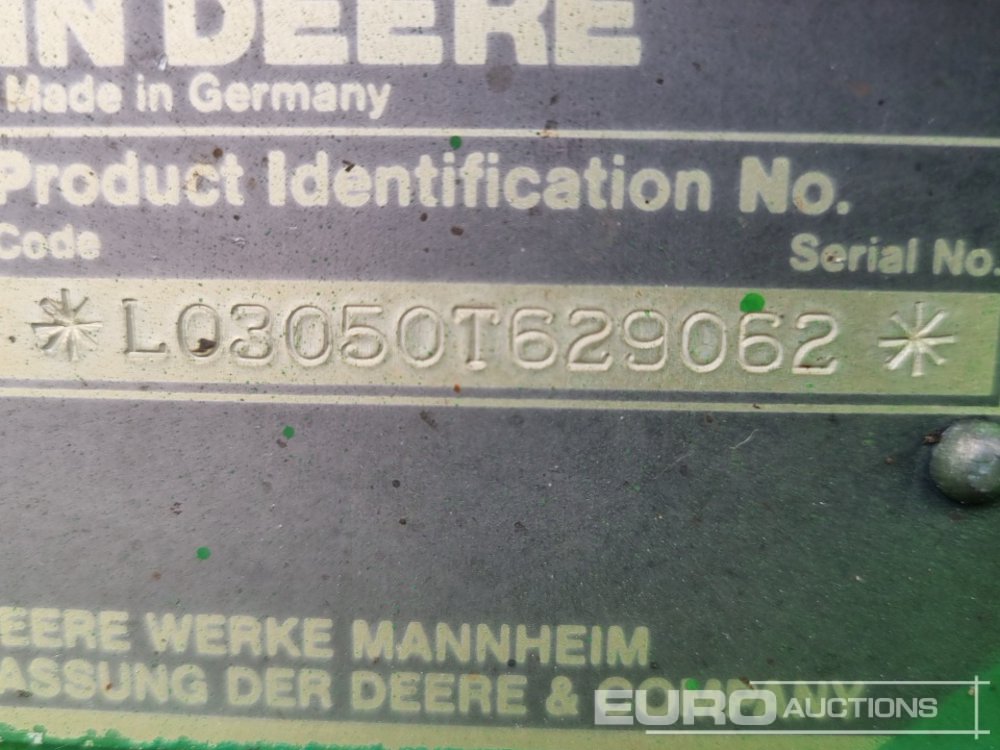 IN DEERE
Made in Germany
Product Identification No.
Code Serial No.
*L03050T629062*
EERE WERKE MANNHEIM
ASSUNG DER DEERE & COMPANY
EURO AUCTIONS